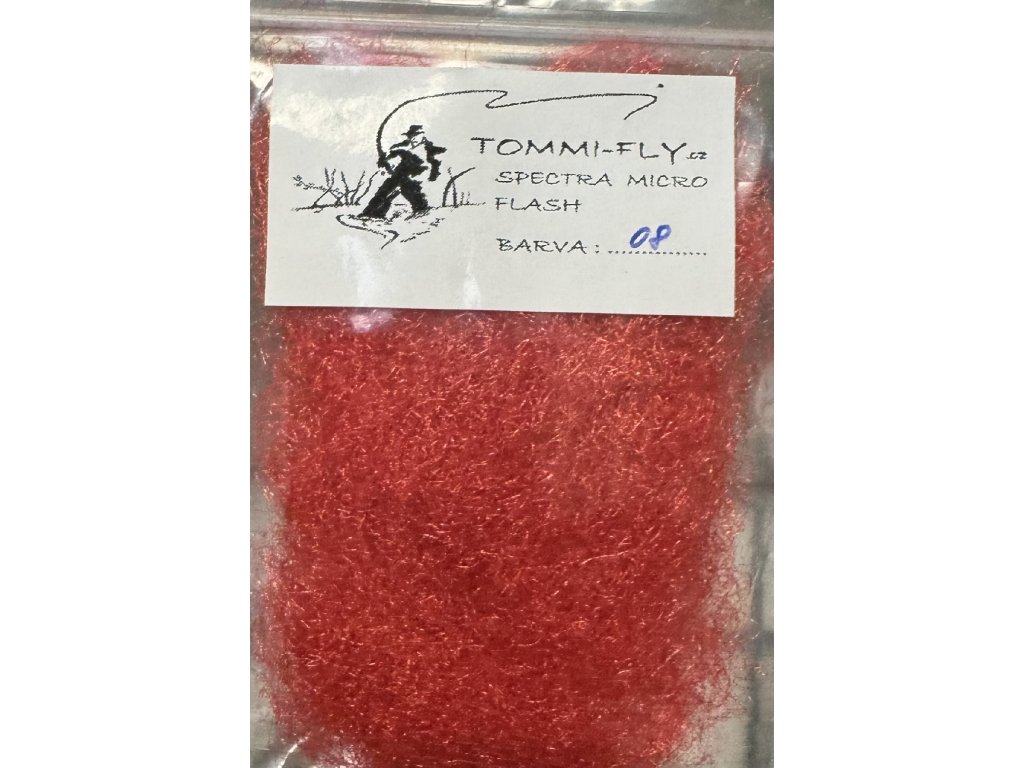 TOMMI-FLY.cz
SPECTRA MICRO
FLASH
BARVA : 08